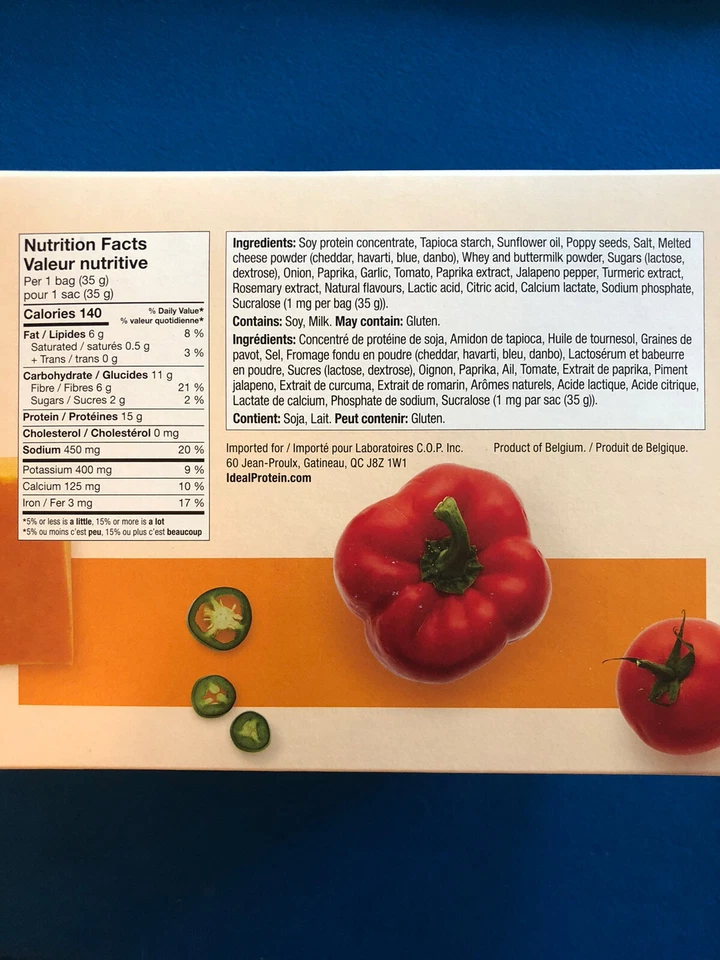 Nutrition Facts
Valeur nutritive
Per 1 bag (35 g)
pour 1 sac (35 g)
Calories 140
% Daily Value*
% valeur quotidienne*
Fat / Lipides 6 g 8 %
Saturated / saturés 0.5 g
+ Trans / trans 0 g 3 %
Carbohydrate / Glucides 11 g
Fibre / Fibres 6 g 21 %
Sugars / Sucres 2 g 2 %
Protein / Protéines 15 g
Cholesterol / Cholestérol 0 mg
Sodium 450 mg 20 %
Potassium 400 mg 9 %
Calcium 125 mg 10 %
Iron / Fer 3 mg 17 %
*5% or less is a little, 15% or more is a lot
*5% ou moins c'est peu, 15% ou plus c'est beaucoup
Ingredients: Soy protein concentrate, Tapioca starch, Sunflower oil, Poppy seeds, Salt, Melted
cheese powder (cheddar, havarti, blue, danbo), Whey and buttermilk powder, Sugars (lactose,
dextrose), Onion, Paprika, Garlic, Tomato, Paprika extract, Jalapeno pepper, Turmeric extract,
Rosemary extract, Natural flavours, Lactic acid, Citric acid, Calcium lactate, Sodium phosphate,
Sucralose (1 mg per bag (35 g)).
Contains: Soy, Milk. May contain: Gluten.
Ingrédients: Concentré de protéine de soja, Amidon de tapioca, Huile de tournesol, Graines de
pavot, Sel, Fromage fondu en poudre (cheddar, havarti, bleu, danbo), Lactosérum et babeurre
en poudre, Sucres (lactose, dextrose), Oignon, Paprika, Ail, Tomate, Extrait de paprika, Piment
jalapeno, Extrait de curcuma, Extrait de romarin, Arômes naturels, Acide lactique, Acide citrique,
Lactate de calcium, Phosphate de sodium, Sucralose (1 mg par sac (35 g)).
Contient: Soja, Lait. Peut contenir: Gluten.
Imported for / Importé pour Laboratoires C.O.P. Inc. Product of Belgium. / Produit de Belgique.
60 Jean-Proulx, Gatineau, QC J8Z 1W1
IdealProtein.com